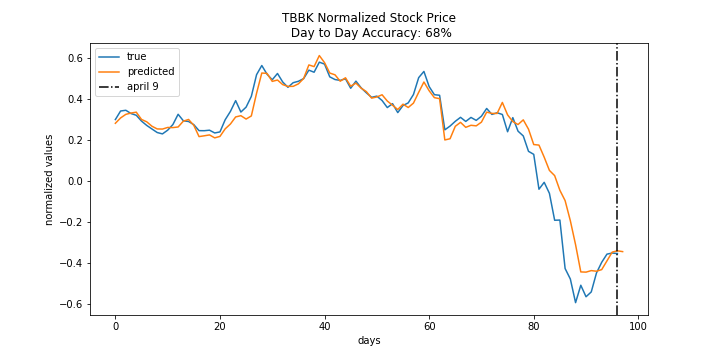 TBBK Normalized Stock Price
Day to Day Accuracy: 68%
true
predicted
april 9
normalized values
0.6
0.4
0.2
0.0
−0.2
−0.4
−0.6
0
20
40
60
80
100
days